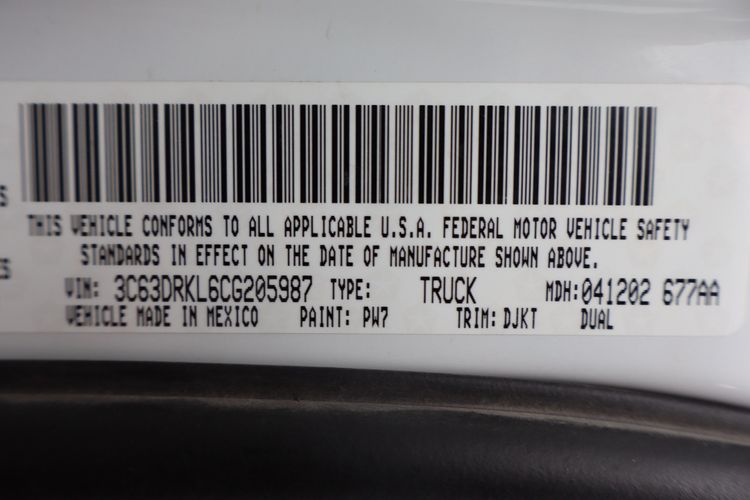 THIS VEHICLE CONFORMS TO ALL APPLICABLE U.S.A. FEDERAL MOTOR VEHICLE SAFETY
STANDARDS IN EFFECT ON THE DATE OF MANUFACTURE SHOWN ABOVE.
VIN: 3C63DRKL6CG205987 TYPE: TRUCK MDH:041202 677AA
VEHICLE MADE IN MEXICO PAINT: PW7 TRIM: DJKT DUAL